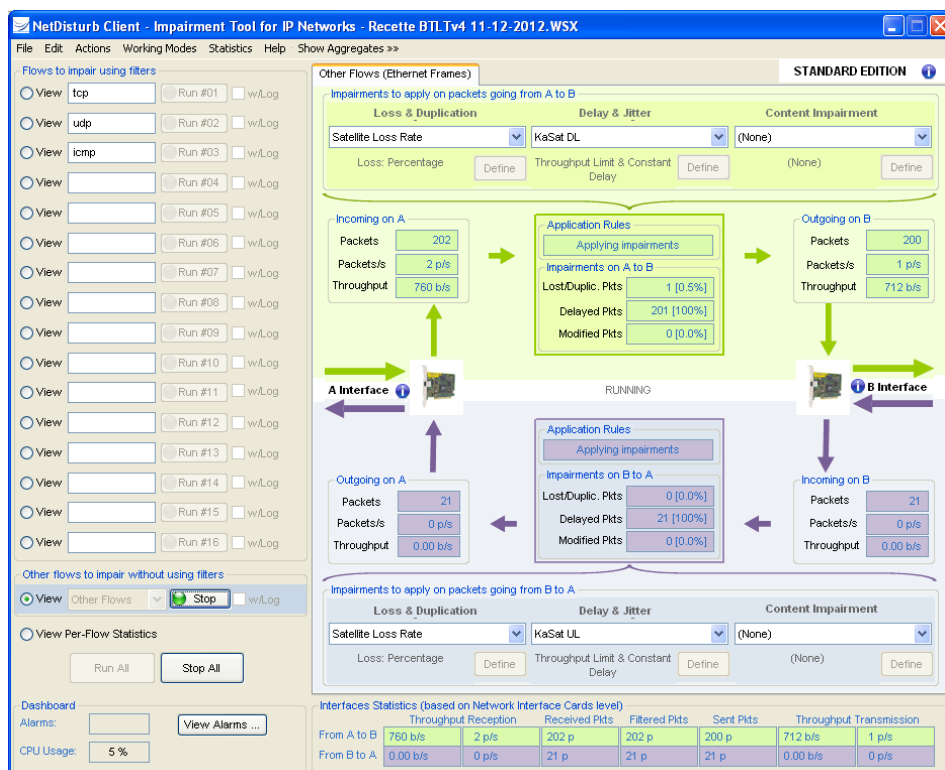 NetDisturb Client - Impairment Tool for IP Networks - Recette BTLTv4 11-12-2012.WSX
File Edit Actions Working Modes Statistics Help Show Aggregates >>
Flows to impair using filters
View tcp Run #01 w/Log
View udp Run #02 w/Log
View icmp Run #03 w/Log
View Run #04 w/Log
View Run #05 w/Log
View Run #06 w/Log
View Run #07 w/Log
View Run #08 w/Log
View Run #09 w/Log
View Run #10 w/Log
View Run #11 w/Log
View Run #12 w/Log
View Run #13 w/Log
View Run #14 w/Log
View Run #15 w/Log
View Run #16 w/Log
Other flows to impair without using filters
View Other Flows Stop w/Log
View Per-Flow Statistics
Run All Stop All
Dashboard
Alarms: View Alarms ...
CPU Usage: 5 %
Other Flows (Ethernet Frames) STANDARD EDITION
Impairments to apply on packets going from A to B
Loss & Duplication Delay & Jitter Content Impairment
Satellite Loss Rate KaSat DL (None)
Loss: Percentage Define Throughput Limit & Constant Delay Define (None) Define
Incoming on A
Packets 202
Packets/s 2 p/s
Throughput 760 b/s
Application Rules
Applying impairments
Impairments on A to B
Lost/Duplic. Pkts 1 [0.5%]
Delayed Pkts 201 [100%]
Modified Pkts 0 [0.0%]
Outgoing on B
Packets 200
Packets/s 1 p/s
Throughput 712 b/s
A Interface RUNNING B Interface
Outgoing on A
Packets 21
Packets/s 0 p/s
Throughput 0.00 b/s
Application Rules
Applying impairments
Impairments on B to A
Lost/Duplic. Pkts 0 [0.0%]
Delayed Pkts 21 [100%]
Modified Pkts 0 [0.0%]
Incoming on B
Packets 21
Packets/s 0 p/s
Throughput 0.00 b/s
Impairments to apply on packets going from B to A
Loss & Duplication Delay & Jitter Content Impairment
Satellite Loss Rate KaSat UL (None)
Loss: Percentage Define Throughput Limit & Constant Delay Define (None) Define
Interfaces Statistics (based on Network Interface Cards level)
Throughput Reception Received Pkts Filtered Pkts Sent Pkts Throughput Transmission
From A to B 760 b/s 2 p/s 202 p 202 p 200 p 712 b/s 1 p/s
From B to A 0.00 b/s 0 p/s 21 p 21 p 21 p 0.00 b/s 0 p/s